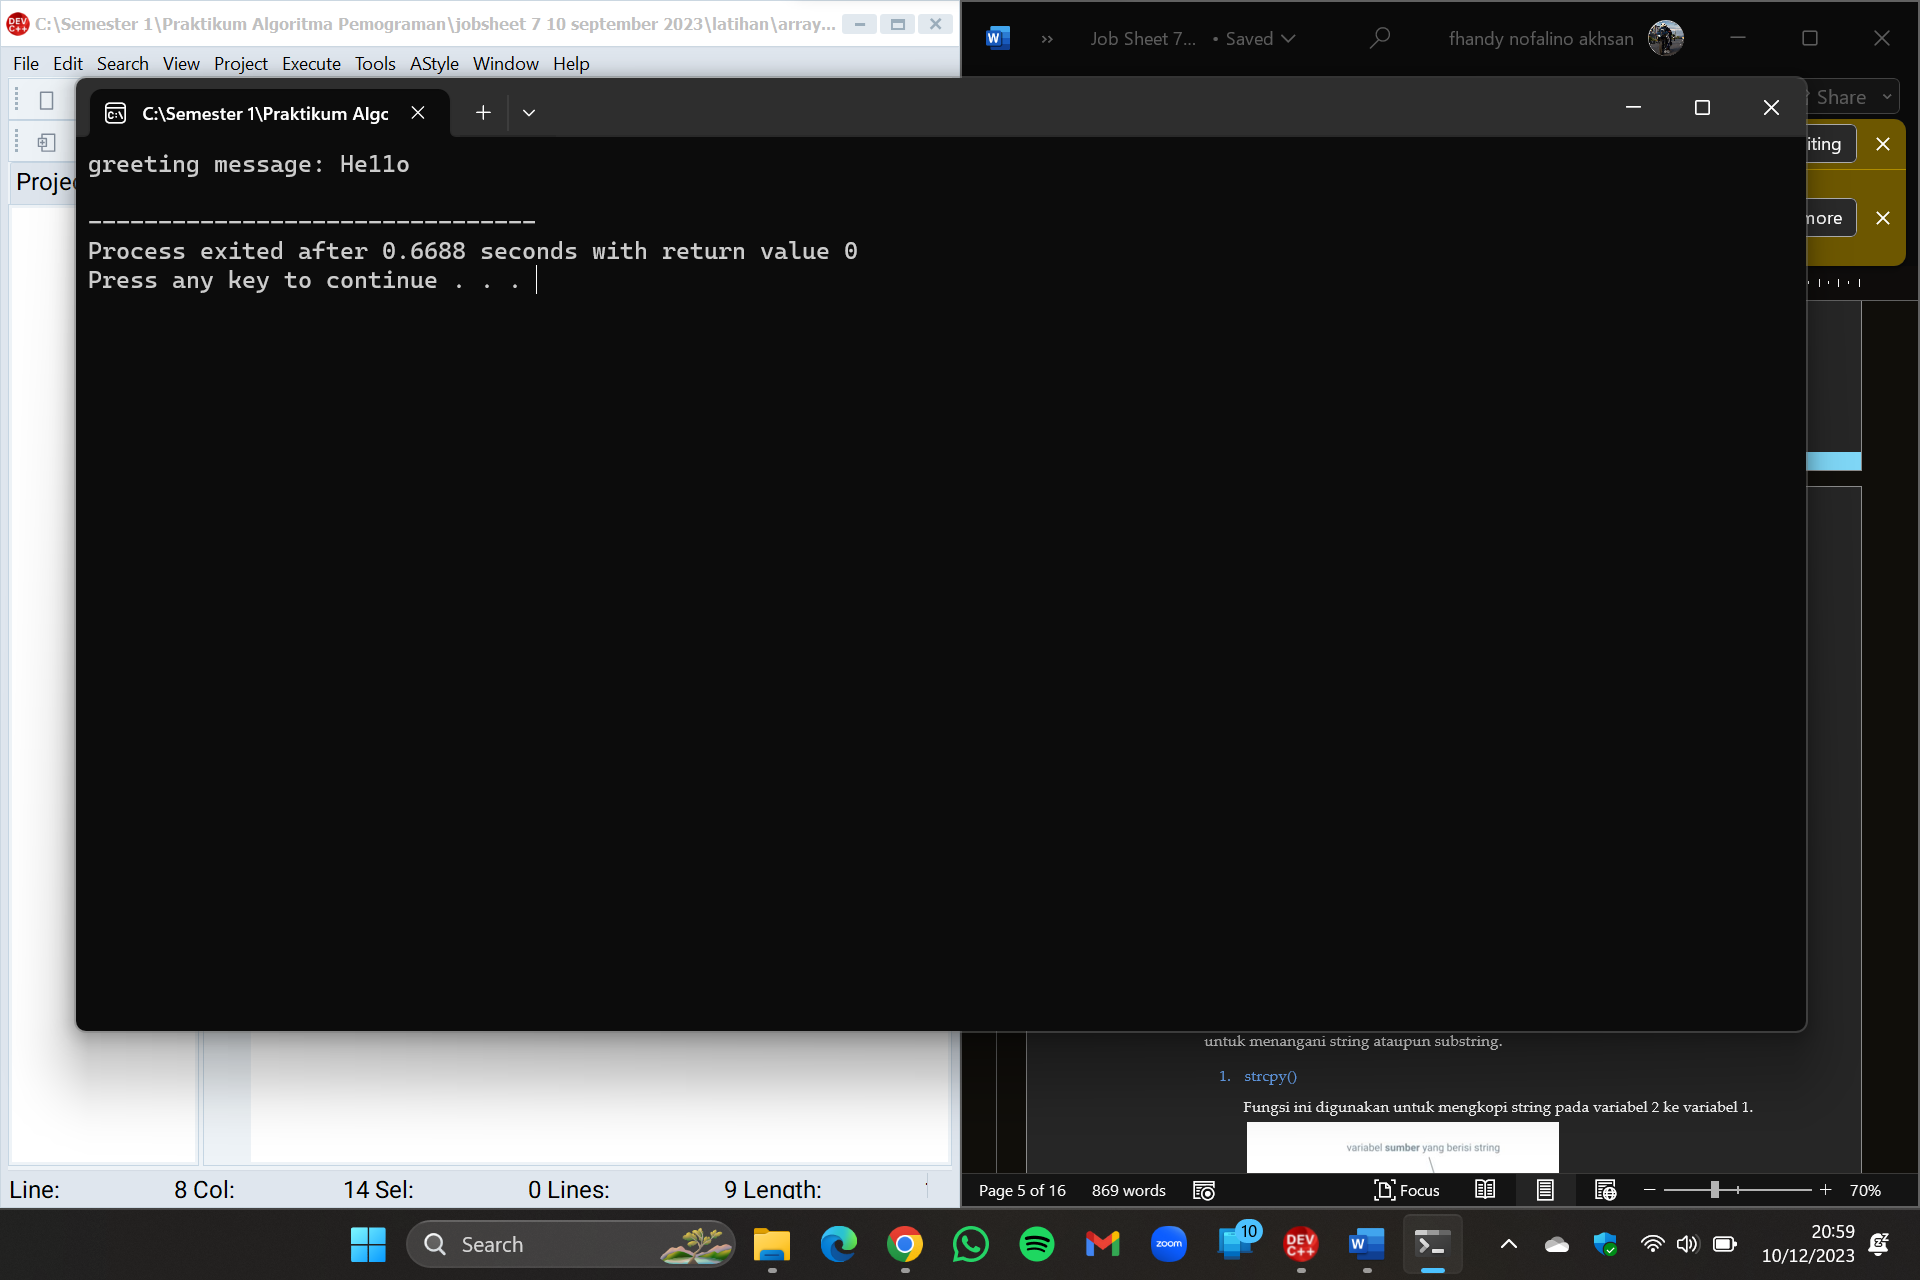 C:\Semester 1\Praktikum Algoritma Pemograman\jobsheet 7 10 september 2023\latihan\array...
File Edit Search View Project Execute Tools AStyle Window Help
Job Sheet 7... • Saved
fhandy nofalino akhsan
Share
C:\Semester 1\Praktikum Algc
iting
more
Projec
greeting message: He11o
--------------------------------
Process exited after 0.6688 seconds with return value 0
Press any key to continue . . .
untuk menangani string ataupun substring.
1. strcpy()
Fungsi ini digunakan untuk mengkopi string pada variabel 2 ke variabel 1.
variabel sumber yang berisi string
Line: 8 Col: 14 Sel: 0 Lines: 9 Length:
Page 5 of 16 869 words Focus 70%
Search
zoom
10
DEV C++
20:59
10/12/2023